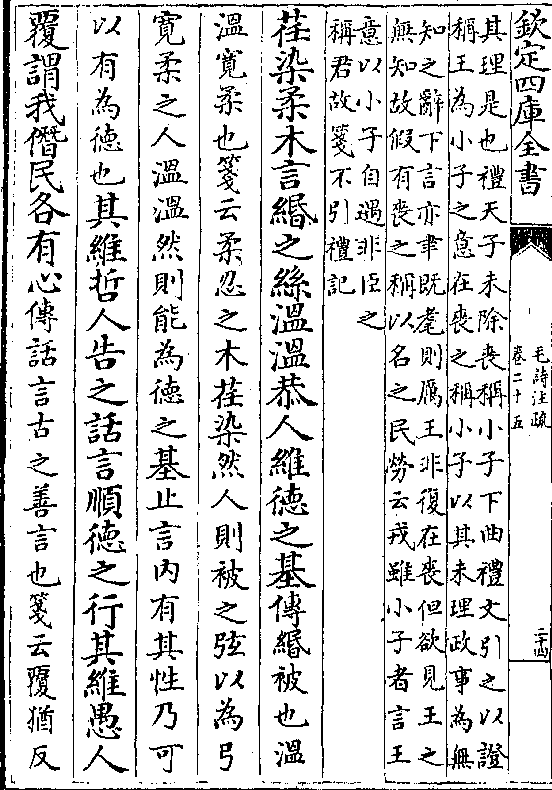 欽定四庫全書
毛詩注疏
卷二十五
二十四
其理是也禮天子未除喪稱小子下曲禮文引之以證
稱王為小子之意在喪之稱小子以其未理政事為無
知之辭下言亦聿既耄則厲王非復在喪但欲見王之
無知故假有喪之稱以名之民勞云戎雖小子者言王
意以小子自遇非臣之
稱君故箋不引禮記
荏染柔木言緡之絲溫溫恭人維德之基傳緡被也溫
溫寬柔也箋云柔忍之木荏染然人則被之弦以為弓
寛柔之人溫溫然則能為德之基止言内有其性乃可
以有為德也其維哲人告之話言順德之行其維愚人
覆謂我僭民各有心傳話言古之善言也箋云覆猶反